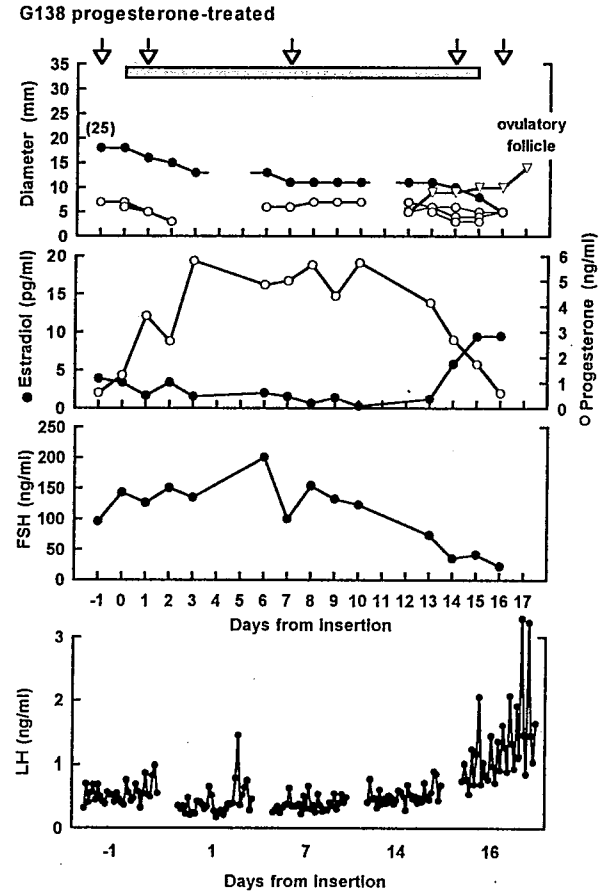 G138 progesterone-treated
35
30
25
20
15
10
5
0
Diameter (mm)
(25)
ovulatory
follicle
20
15
10
5
0
● Estradiol (pg/ml)
6
5
4
3
2
1
0
○ Progesterone (ng/ml)
250
200
150
100
50
0
FSH (ng/ml)
-1 0 1 2 3 4 5 6 7 8 9 10 11 12 13 14 15 16 17
Days from Insertion
3
2
1
0
LH (ng/ml)
-1 1 7 14 16
Days from Insertion